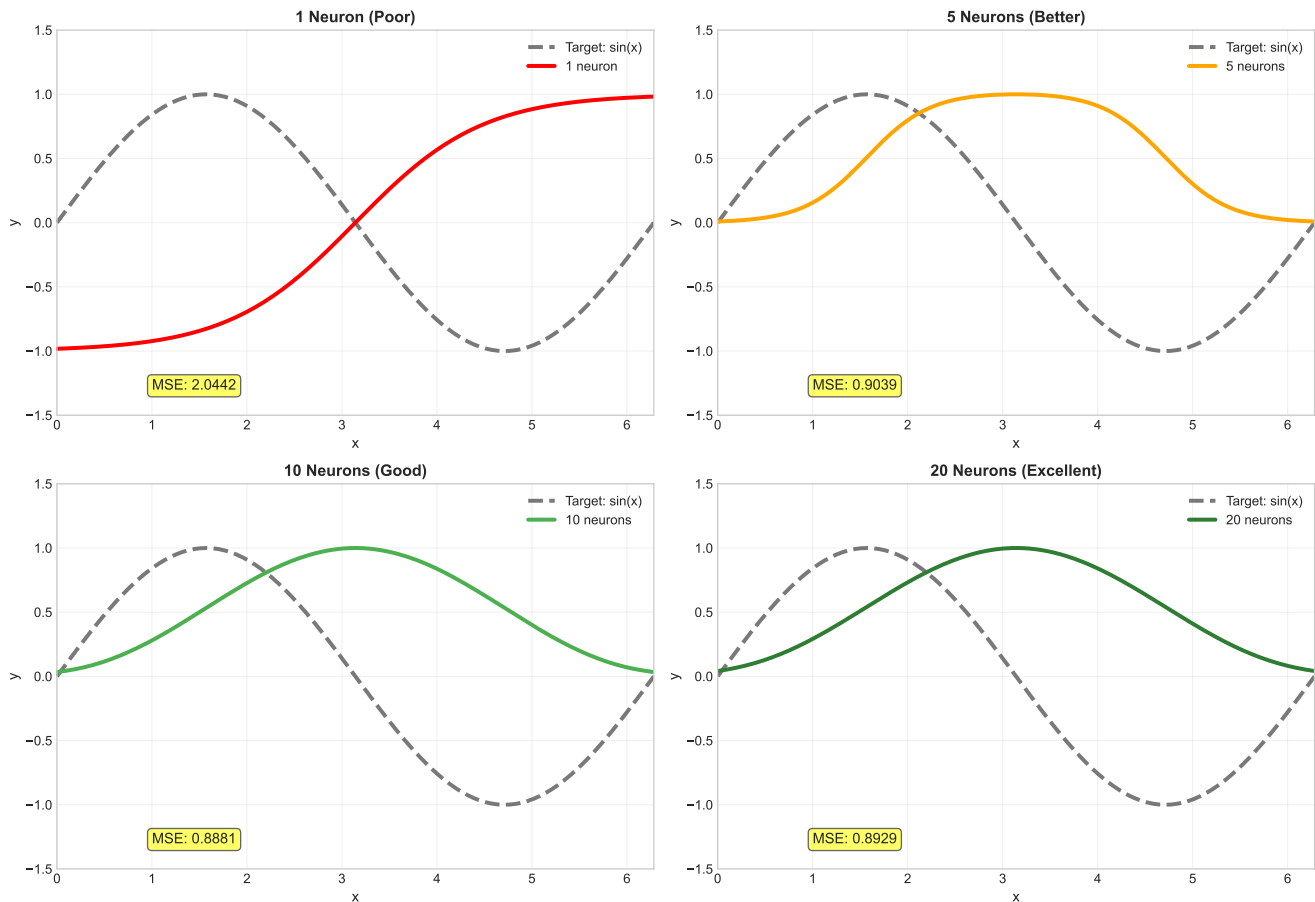 1 Neuron (Poor)
Target: sin(x)
1 neuron
1.5
1.0
0.5
0.0
−0.5
−1.0
−1.5
y
MSE: 2.0442
0 1 2 3 4 5 6
x
5 Neurons (Better)
Target: sin(x)
5 neurons
1.5
1.0
0.5
0.0
−0.5
−1.0
−1.5
y
MSE: 0.9039
0 1 2 3 4 5 6
x
10 Neurons (Good)
Target: sin(x)
10 neurons
1.5
1.0
0.5
0.0
−0.5
−1.0
−1.5
y
MSE: 0.8881
0 1 2 3 4 5 6
x
20 Neurons (Excellent)
Target: sin(x)
20 neurons
1.5
1.0
0.5
0.0
−0.5
−1.0
−1.5
y
MSE: 0.8929
0 1 2 3 4 5 6
x